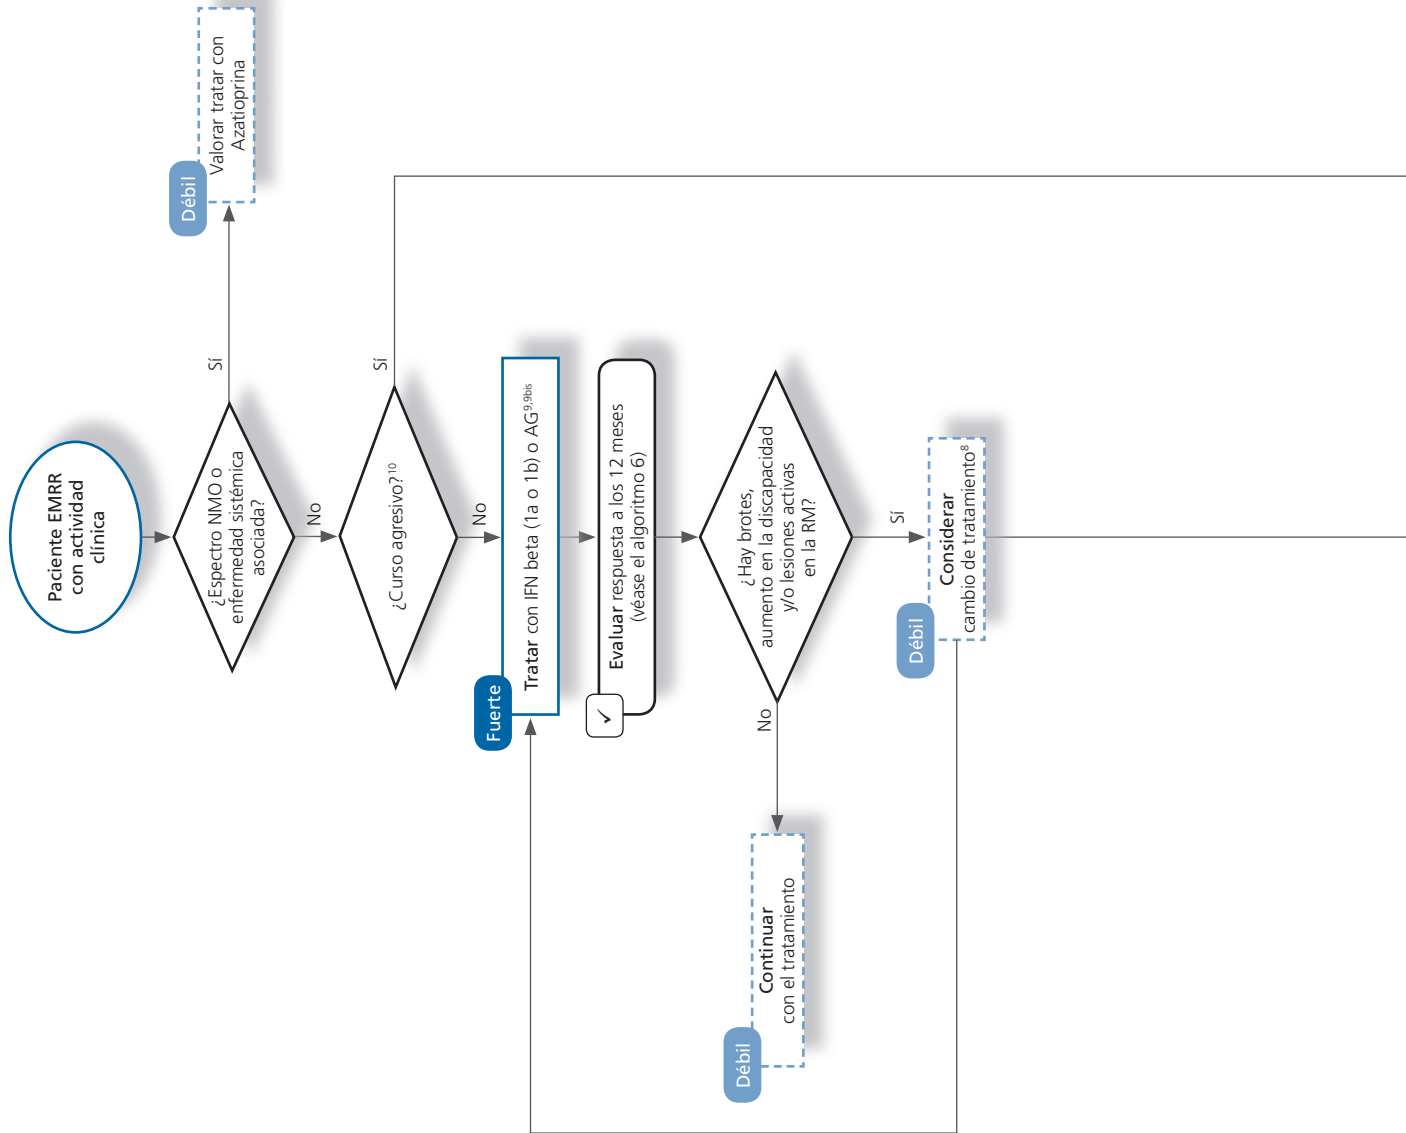 Paciente EMRR
con actividad
clínica
¿Espectro NMO o
enfermedad sistémica
asociada?
Sí
Débil
Valorar tratar con
Azatioprina
No
¿Curso agresivo?10
Sí
No
Fuerte
Tratar con IFN beta (1a o 1b) o AG9,9bis
✓
Evaluar respuesta a los 12 meses
(véase el algoritmo 6)
¿Hay brotes,
aumento en la discapacidad
y/o lesiones activas
en la RM?
No
Débil
Continuar
con el tratamiento
Sí
Débil
Considerar
cambio de tratamiento8